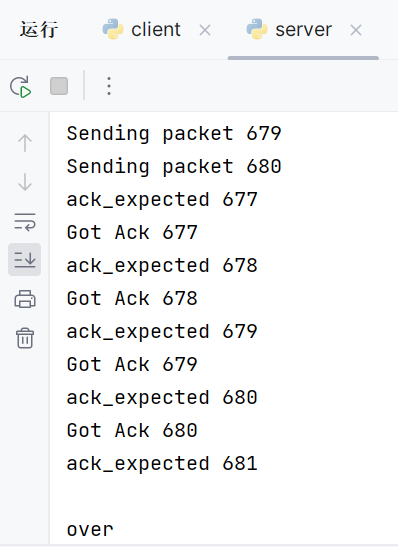 运行 client server
Sending packet 679
Sending packet 680
ack_expected 677
Got Ack 677
ack_expected 678
Got Ack 678
ack_expected 679
Got Ack 679
ack_expected 680
Got Ack 680
ack_expected 681
over